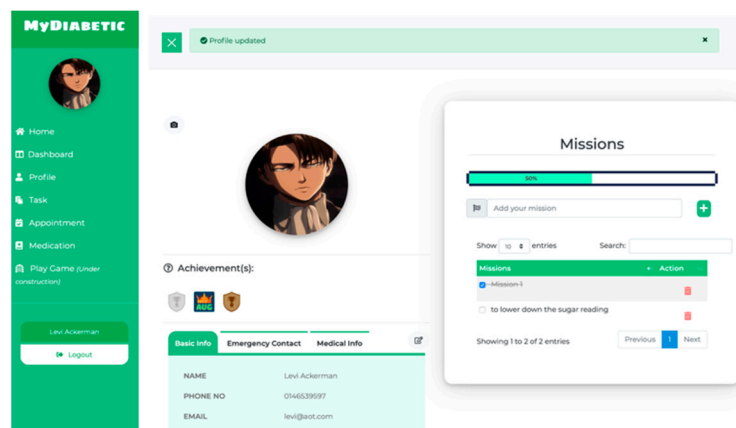 MyDiabetic
Home
Dashboard
Profile
Task
Appointment
Medication
Play Game (Under
construction)
Levi Ackerman
Logout
Profile updated
Achievement(s):
AUG
Basic Info Emergency Contact Medical Info
NAME Levi Ackerman
PHONE NO 0146539597
EMAIL levi@aot.com
Missions
50%
Add your mission
Show 10 entries Search:
Missions Action
Mission 1
to lower down the sugar reading
Showing 1 to 2 of 2 entries Previous 1 Next